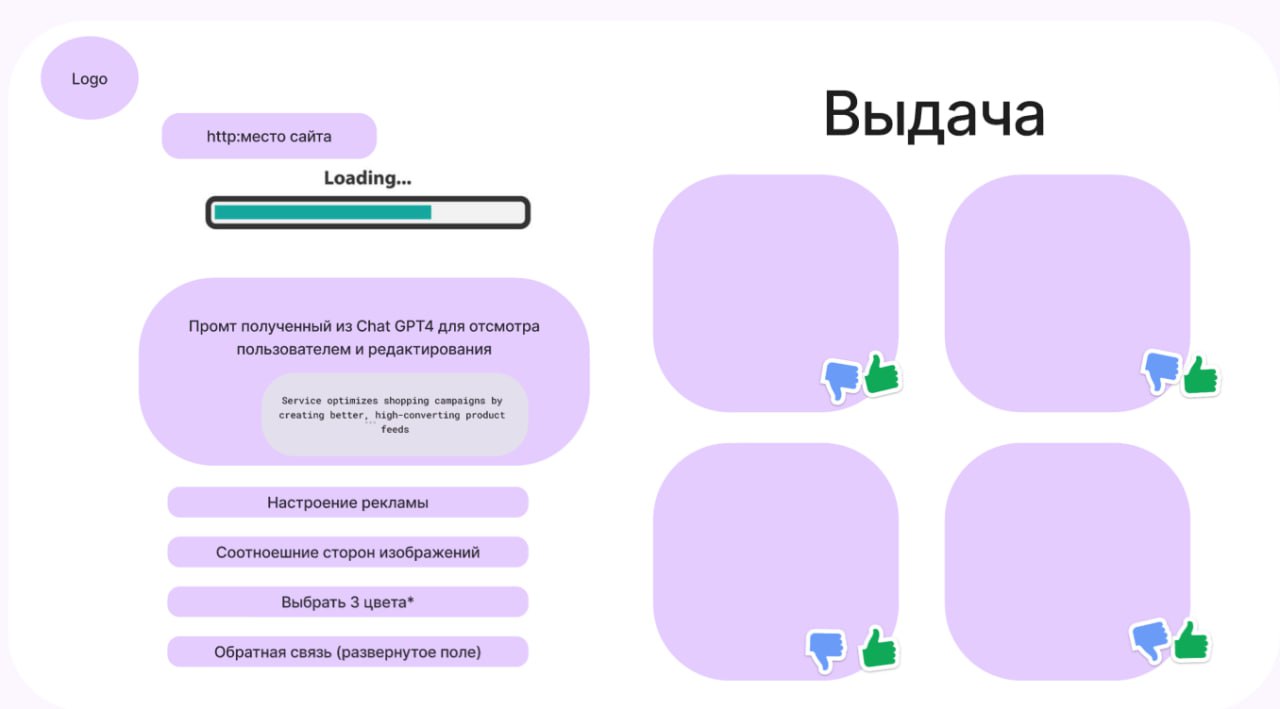 Logo
http:место сайта
Loading...
Промт полученный из Chat GPT4 для отсмотра
пользователем и редактирования
Service optimizes shopping campaigns by
creating better, high-converting product
feeds
Настроение рекламы
Соотноешние сторон изображений
Выбрать 3 цвета*
Обратная связь (развернутое поле)
Выдача